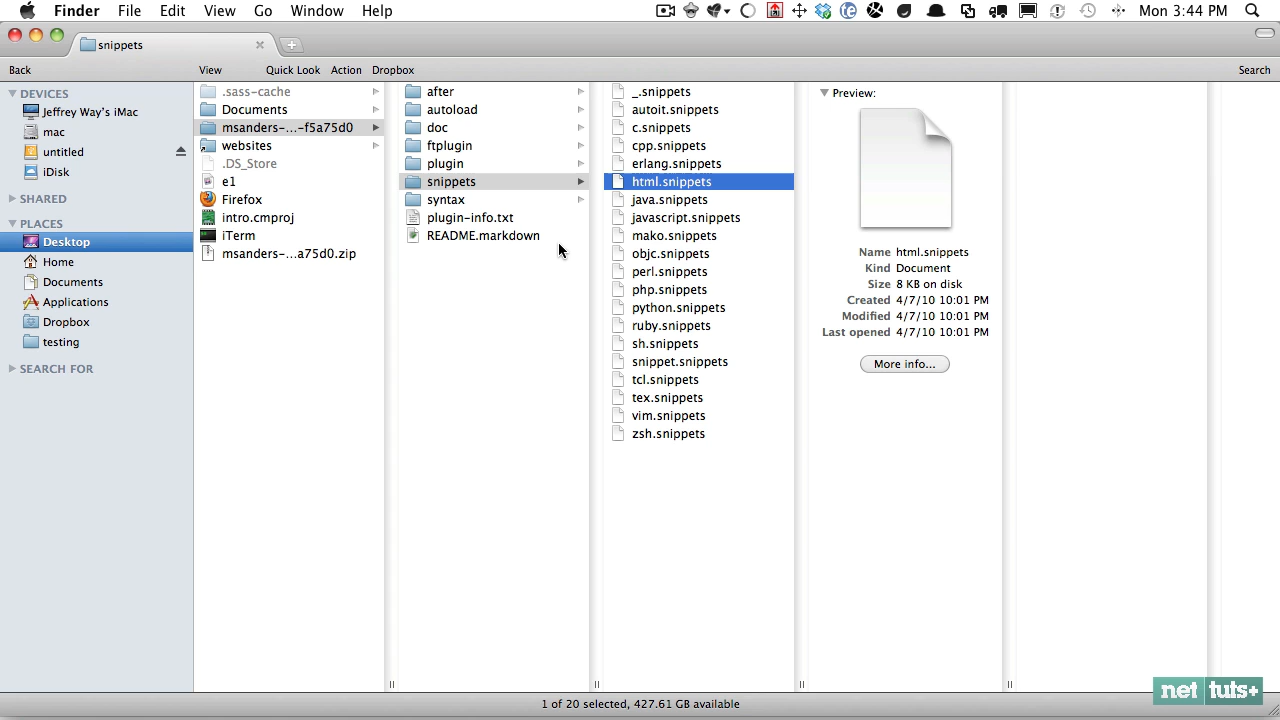 Finder File Edit View Go Window Help
Mon 3:44 PM
snippets
Back View Quick Look Action Dropbox Search
DEVICES
Jeffrey Way's iMac
mac
untitled
iDisk
SHARED
PLACES
Desktop
Home
Documents
Applications
Dropbox
testing
SEARCH FOR
.sass-cache
Documents
msanders-...-f5a75d0
websites
.DS_Store
e1
Firefox
intro.cmproj
iTerm
msanders-...a75d0.zip
after
autoload
doc
ftplugin
plugin
snippets
syntax
plugin-info.txt
README.markdown
_.snippets
autoit.snippets
c.snippets
cpp.snippets
erlang.snippets
html.snippets
java.snippets
javascript.snippets
mako.snippets
objc.snippets
perl.snippets
php.snippets
python.snippets
ruby.snippets
sh.snippets
snippet.snippets
tcl.snippets
tex.snippets
vim.snippets
zsh.snippets
Preview:
Name html.snippets
Kind Document
Size 8 KB on disk
Created 4/7/10 10:01 PM
Modified 4/7/10 10:01 PM
Last opened 4/7/10 10:01 PM
More info...
1 of 20 selected, 427.61 GB available
net tuts+